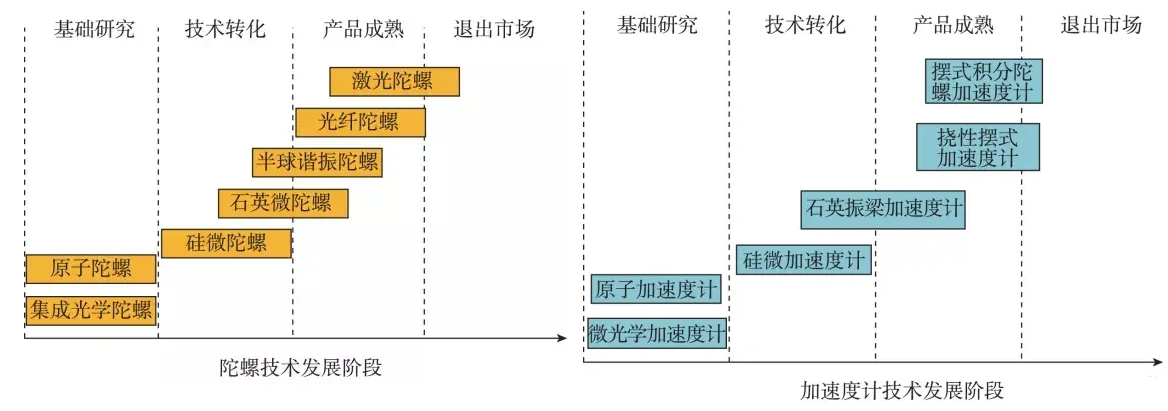 基础研究
技术转化
产品成熟
退出市场
激光陀螺
光纤陀螺
半球谐振陀螺
石英微陀螺
硅微陀螺
原子陀螺
集成光学陀螺
陀螺技术发展阶段
基础研究
技术转化
产品成熟
退出市场
摆式积分陀
螺加速度计
挠性摆式
加速度计
石英振梁加速度计
硅微加速度计
原子加速度计
微光学加速度计
加速度计技术发展阶段